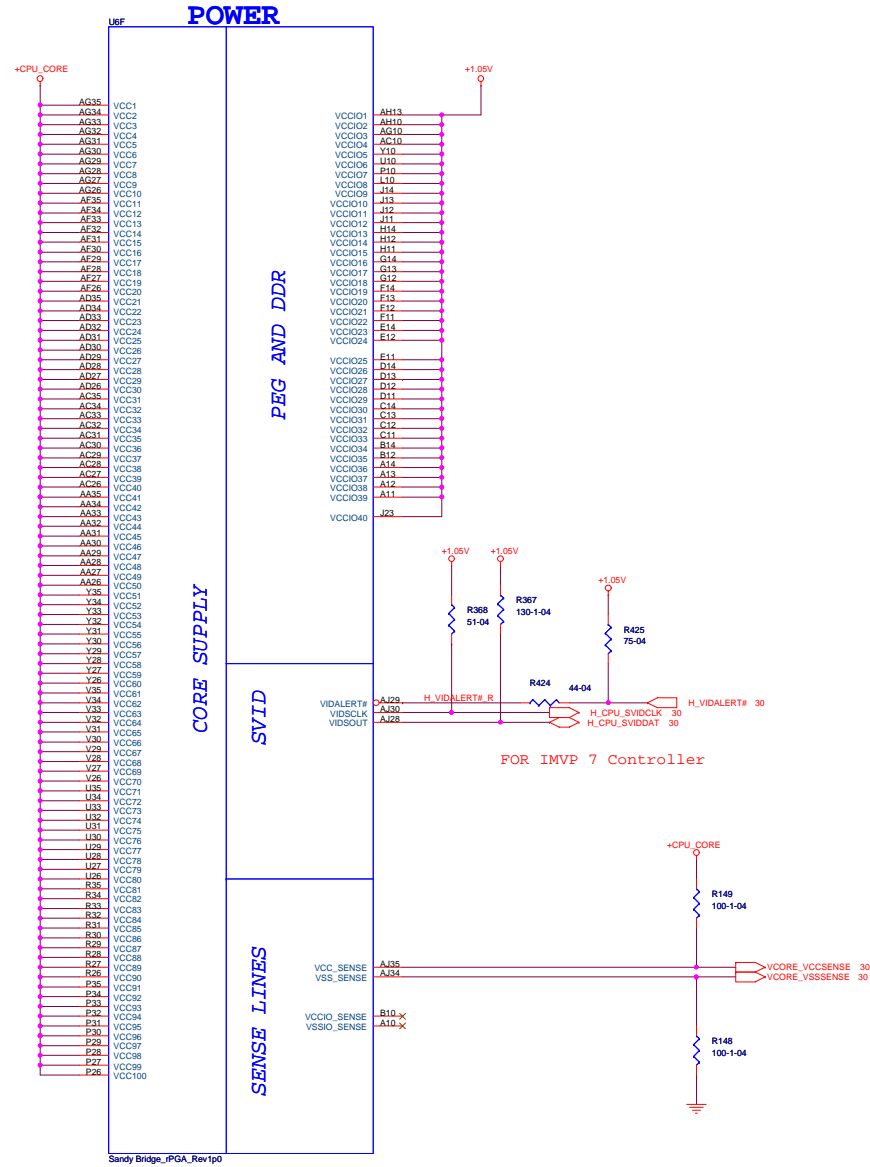 POWER
U6F
+CPU_CORE
AG35 VCC1
AG34 VCC2
AG33 VCC3
AG32 VCC4
AG31 VCC5
AG30 VCC6
AG29 VCC7
AG28 VCC8
AG27 VCC9
AG26 VCC10
AF35 VCC11
AF34 VCC12
AF33 VCC13
AF32 VCC14
AF31 VCC15
AF30 VCC16
AF29 VCC17
AF28 VCC18
AF27 VCC19
AF26 VCC20
AD35 VCC21
AD34 VCC22
AD33 VCC23
AD32 VCC24
AD31 VCC25
AD30 VCC26
AD29 VCC27
AD28 VCC28
AD27 VCC29
AD26 VCC30
AC35 VCC31
AC34 VCC32
AC33 VCC33
AC32 VCC34
AC31 VCC35
AC30 VCC36
AC29 VCC37
AC28 VCC38
AC27 VCC39
AC26 VCC40
AA35 VCC41
AA34 VCC42
AA33 VCC43
AA32 VCC44
AA31 VCC45
AA30 VCC46
AA29 VCC47
AA28 VCC48
AA27 VCC49
AA26 VCC50
Y35 VCC51
Y34 VCC52
Y33 VCC53
Y32 VCC54
Y31 VCC55
Y30 VCC56
Y29 VCC57
Y28 VCC58
Y27 VCC59
Y26 VCC60
V35 VCC61
V34 VCC62
V33 VCC63
V32 VCC64
V31 VCC65
V30 VCC66
V29 VCC67
V28 VCC68
V27 VCC69
V26 VCC70
U35 VCC71
U34 VCC72
U33 VCC73
U32 VCC74
U31 VCC75
U30 VCC76
U29 VCC77
U28 VCC78
U27 VCC79
U26 VCC80
R35 VCC81
R34 VCC82
R33 VCC83
R32 VCC84
R31 VCC85
R30 VCC86
R29 VCC87
R28 VCC88
R27 VCC89
R26 VCC90
P35 VCC91
P34 VCC92
P33 VCC93
P32 VCC94
P31 VCC95
P30 VCC96
P29 VCC97
P28 VCC98
P27 VCC99
P26 VCC100
CORE SUPPLY
PEG AND DDR
+1.05V
VCCIO1 AH13
VCCIO2 AH10
VCCIO3 AG10
VCCIO4 AC10
VCCIO5 Y10
VCCIO6 U10
VCCIO7 P10
VCCIO8 L10
VCCIO9 J14
VCCIO10 J13
VCCIO11 J12
VCCIO12 J11
VCCIO13 H14
VCCIO14 H12
VCCIO15 H11
VCCIO16 G14
VCCIO17 G13
VCCIO18 G12
VCCIO19 F14
VCCIO20 F13
VCCIO21 F12
VCCIO22 F11
VCCIO23 E14
VCCIO24 E12
VCCIO25 E11
VCCIO26 D14
VCCIO27 D13
VCCIO28 D12
VCCIO29 D11
VCCIO30 C14
VCCIO31 C13
VCCIO32 C12
VCCIO33 C11
VCCIO34 B14
VCCIO35 B12
VCCIO36 A14
VCCIO37 A13
VCCIO38 A12
VCCIO39 A11
VCCIO40 J23
+1.05V
+1.05V
+1.05V
R368
51-04
R367
130-1-04
R425
75-04
SVID
R424
44-04
VIDALERT# AJ29 H_VIDALERT#_R H_VIDALERT# 30
VIDSCLK AJ30 H_CPU_SVIDCLK 30
VIDSOUT AJ28 H_CPU_SVIDDAT 30
FOR IMVP 7 Controller
+CPU_CORE
R149
100-1-04
SENSE LINES
VCC_SENSE AJ35 VCORE_VCCSENSE 30
VSS_SENSE AJ34 VCORE_VSSSENSE 30
VCCIO_SENSE B10
VSSIO_SENSE A10
R148
100-1-04
Sandy Bridge_rPGA_Rev1p0